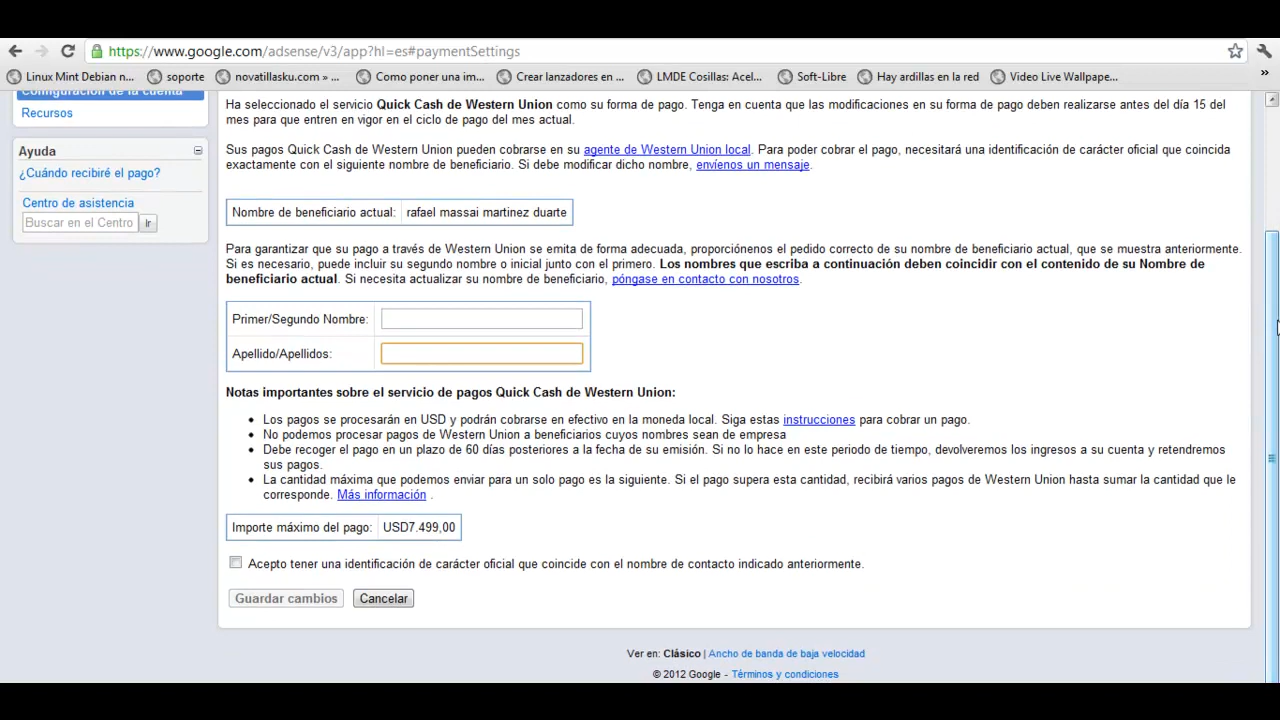 https://www.google.com/adsense/v3/app?hl=es#paymentSettings
Linux Mint Debian n... soporte novatillasku.com » ... Como poner una im... Crear lanzadores en ... LMDE Cosillas: Acel... Soft-Libre Hay ardillas en la red Video Live Wallpape... »
Configuración de la cuenta
Recursos
Ayuda
¿Cuándo recibiré el pago?
Centro de asistencia
Buscar en el Centro Ir
Ha seleccionado el servicio Quick Cash de Western Union como su forma de pago. Tenga en cuenta que las modificaciones en su forma de pago deben realizarse antes del día 15 del
mes para que entren en vigor en el ciclo de pago del mes actual.
Sus pagos Quick Cash de Western Union pueden cobrarse en su agente de Western Union local. Para poder cobrar el pago, necesitará una identificación de carácter oficial que coincida
exactamente con el siguiente nombre de beneficiario. Si debe modificar dicho nombre, envíenos un mensaje.
Nombre de beneficiario actual: rafael massai martinez duarte
Para garantizar que su pago a través de Western Union se emita de forma adecuada, proporciónenos el pedido correcto de su nombre de beneficiario actual, que se muestra anteriormente.
Si es necesario, puede incluir su segundo nombre o inicial junto con el primero. Los nombres que escriba a continuación deben coincidir con el contenido de su Nombre de
beneficiario actual. Si necesita actualizar su nombre de beneficiario, póngase en contacto con nosotros.
Primer/Segundo Nombre:
Apellido/Apellidos:
Notas importantes sobre el servicio de pagos Quick Cash de Western Union:
• Los pagos se procesarán en USD y podrán cobrarse en efectivo en la moneda local. Siga estas instrucciones para cobrar un pago.
• No podemos procesar pagos de Western Union a beneficiarios cuyos nombres sean de empresa
• Debe recoger el pago en un plazo de 60 días posteriores a la fecha de su emisión. Si no lo hace en este periodo de tiempo, devolveremos los ingresos a su cuenta y retendremos
sus pagos.
• La cantidad máxima que podemos enviar para un solo pago es la siguiente. Si el pago supera esta cantidad, recibirá varios pagos de Western Union hasta sumar la cantidad que le
corresponde. Más información .
Importe máximo del pago: USD7.499,00
Acepto tener una identificación de carácter oficial que coincide con el nombre de contacto indicado anteriormente.
Guardar cambios Cancelar
Ver en: Clásico | Ancho de banda de baja velocidad
© 2012 Google - Términos y condiciones